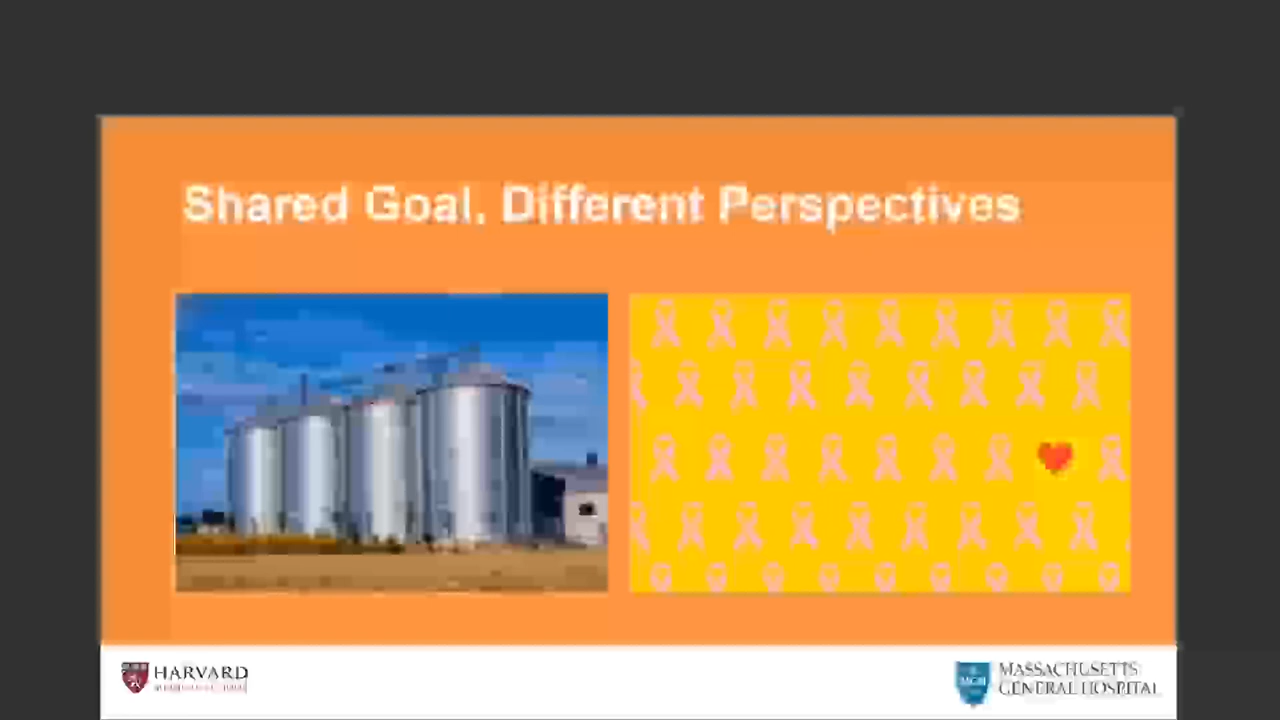 Shared Goal, Different Perspectives
HARVARD
MASSACHUSETTS
GENERAL HOSPITAL